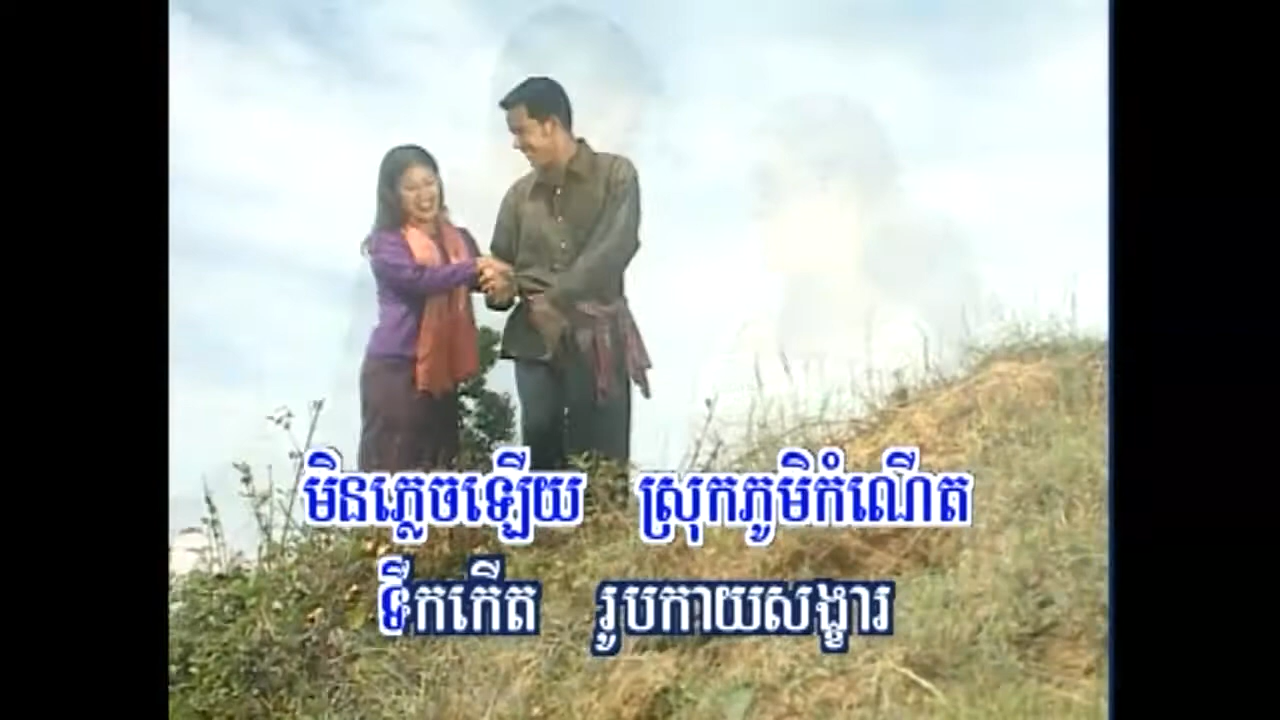 មិនភ្លេចឡើយ ស្រុកភូមិកំណើត
ទឹកកើត រូបកាយសង្ខារ